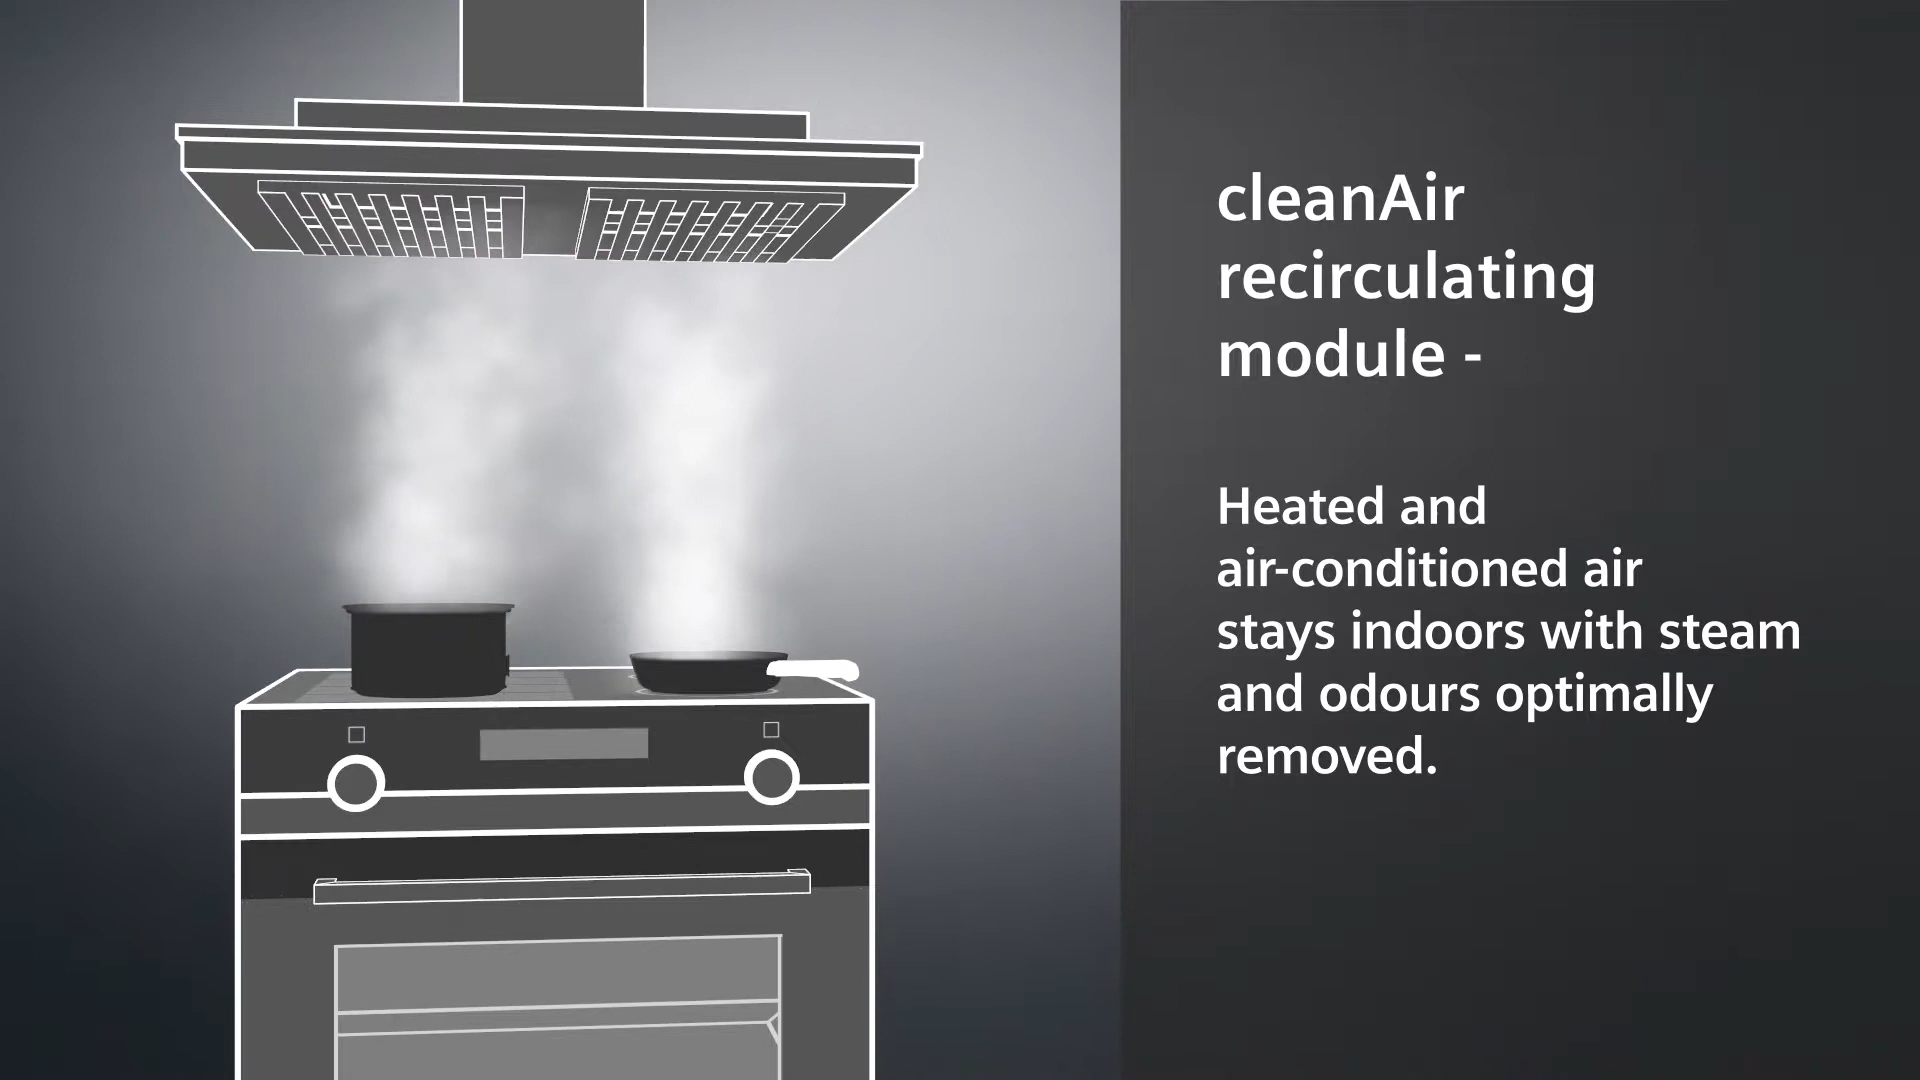 cleanAir
recirculating
module -
Heated and
air-conditioned air
stays indoors with steam
and odours optimally
removed.